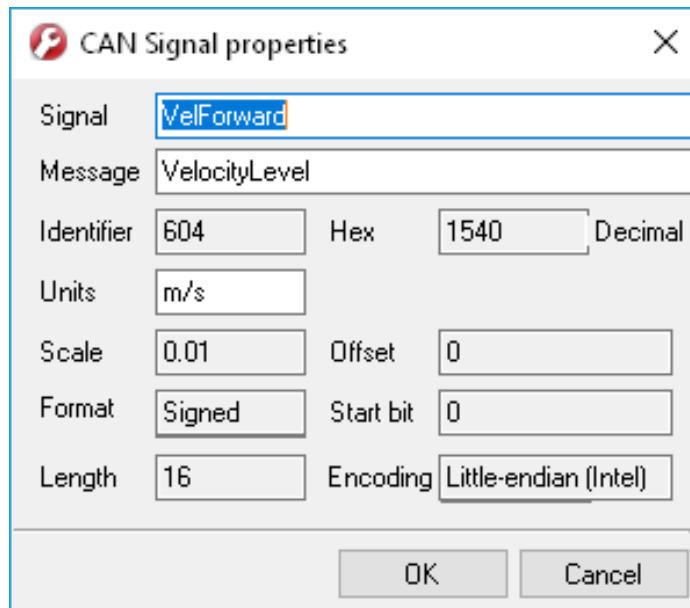 CAN Signal properties
Signal VelForward
Message VelocityLevel
Identifier 604 Hex 1540 Decimal
Units m/s
Scale 0.01 Offset 0
Format Signed Start bit 0
Length 16 Encoding Little-endian (Intel)
OK Cancel